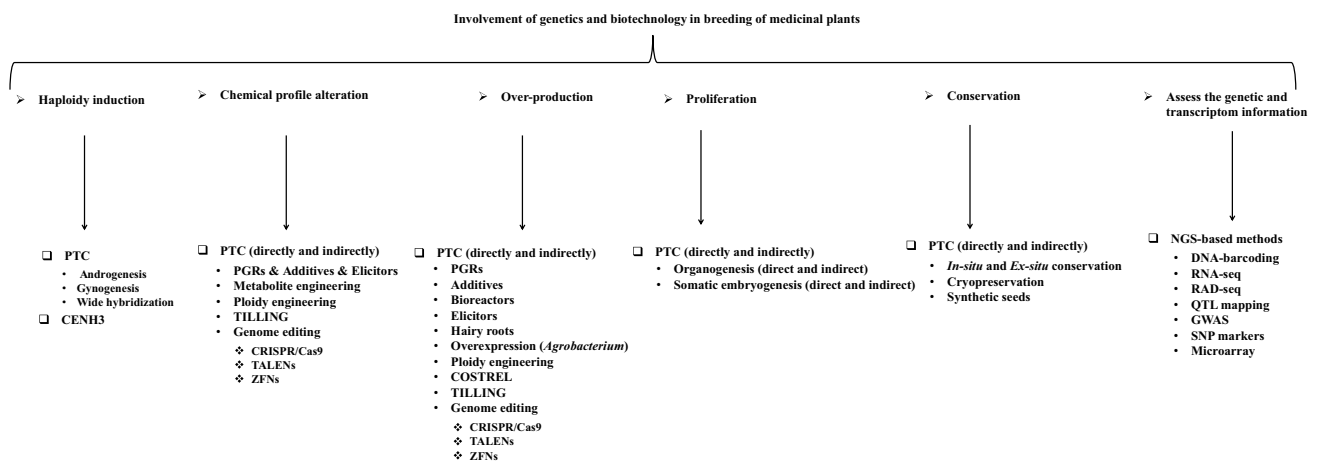 Involvement of genetics and biotechnology in breeding of medicinal plants
➢ Haploidy induction
❑ PTC
• Androgenesis
• Gynogenesis
• Wide hybridization
❑ CENH3
➢ Chemical profile alteration
❑ PTC (directly and indirectly)
• PGRs & Additives & Elicitors
• Metabolite engineering
• Ploidy engineering
• TILLING
• Genome editing
❖ CRISPR/Cas9
❖ TALENs
❖ ZFNs
➢ Over-production
❑ PTC (directly and indirectly)
• PGRs
• Additives
• Bioreactors
• Elicitors
• Hairy roots
• Overexpression (Agrobacterium)
• Ploidy engineering
• COSTREL
• TILLING
• Genome editing
❖ CRISPR/Cas9
❖ TALENs
❖ ZFNs
➢ Proliferation
❑ PTC (directly and indirectly)
• Organogenesis (direct and indirect)
• Somatic embryogenesis (direct and indirect)
➢ Conservation
❑ PTC (directly and indirectly)
• In-situ and Ex-situ conservation
• Cryopreservation
• Synthetic seeds
➢ Assess the genetic and
transcriptom information
❑ NGS-based methods
• DNA-barcoding
• RNA-seq
• RAD-seq
• QTL mapping
• GWAS
• SNP markers
• Microarray